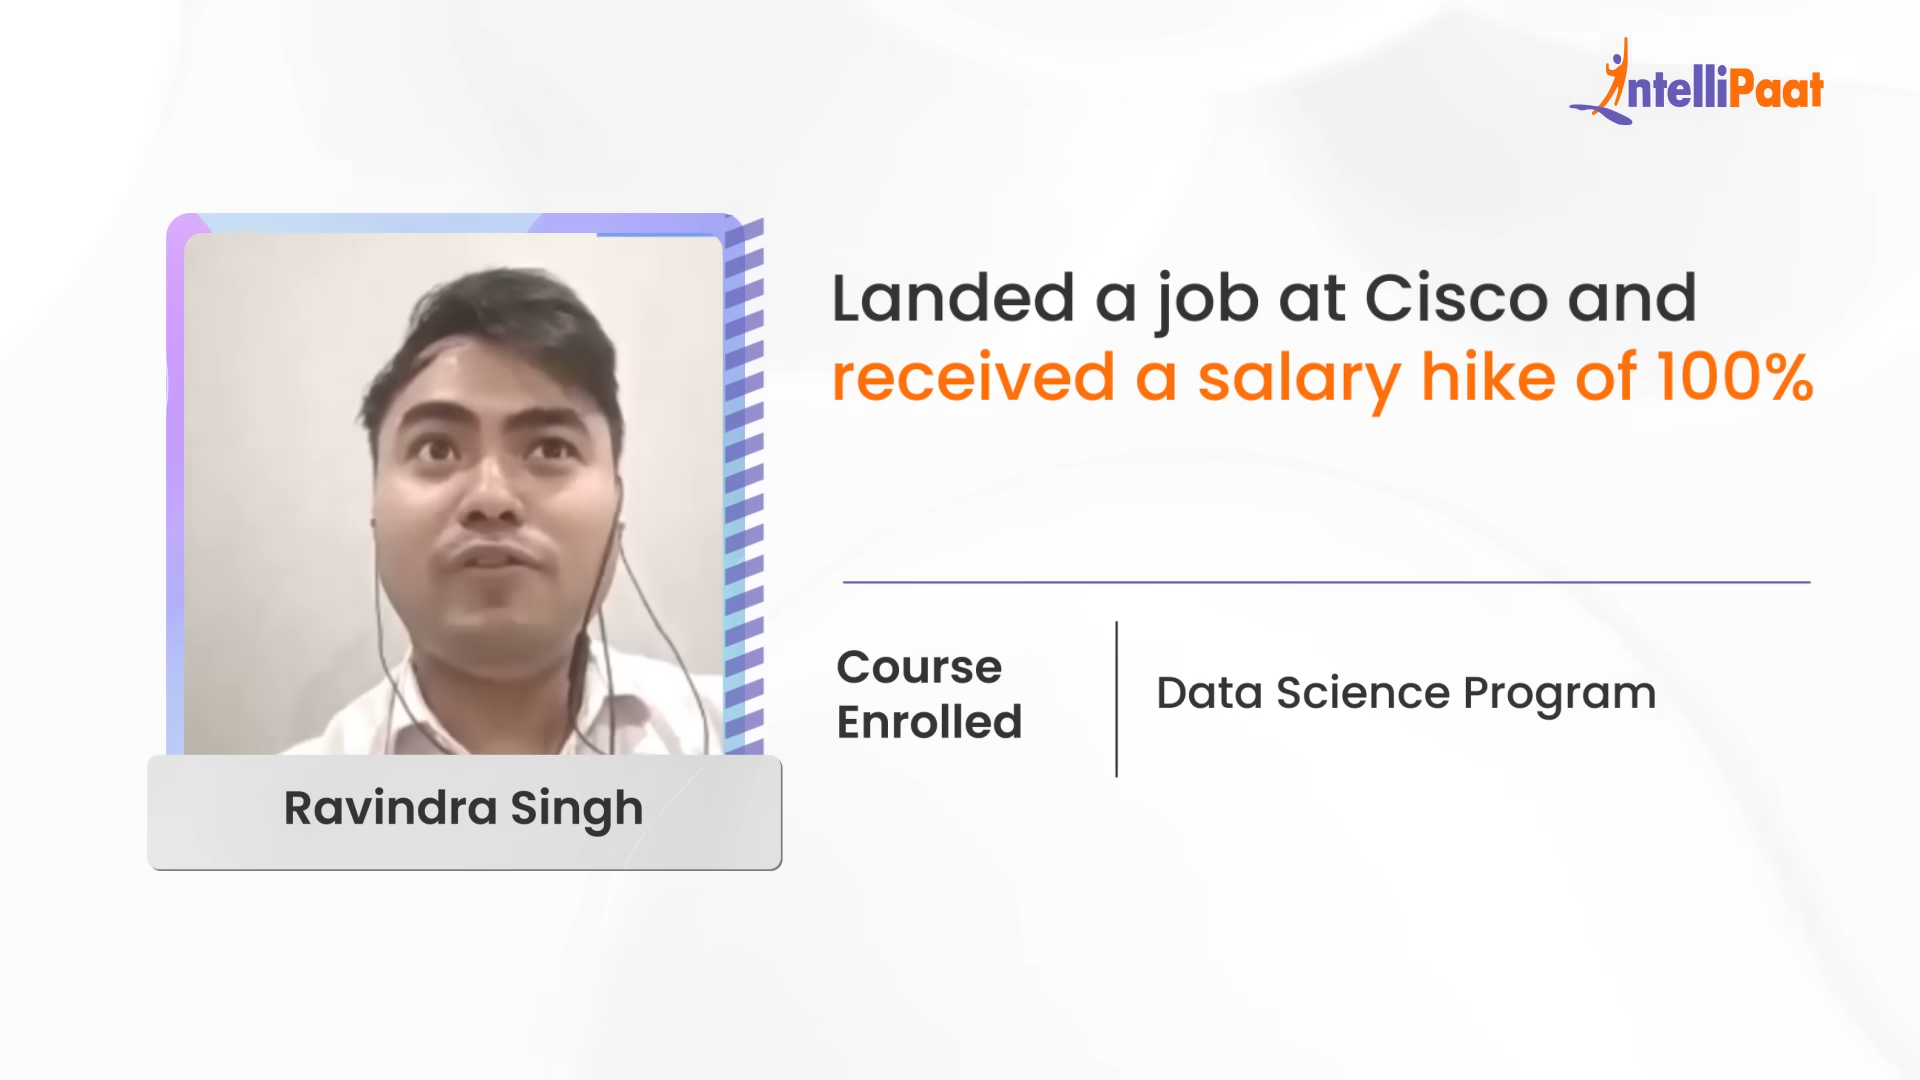 IntelliPaat
Landed a job at Cisco and
received a salary hike of 100%
Course
Enrolled
Data Science Program
Ravindra Singh